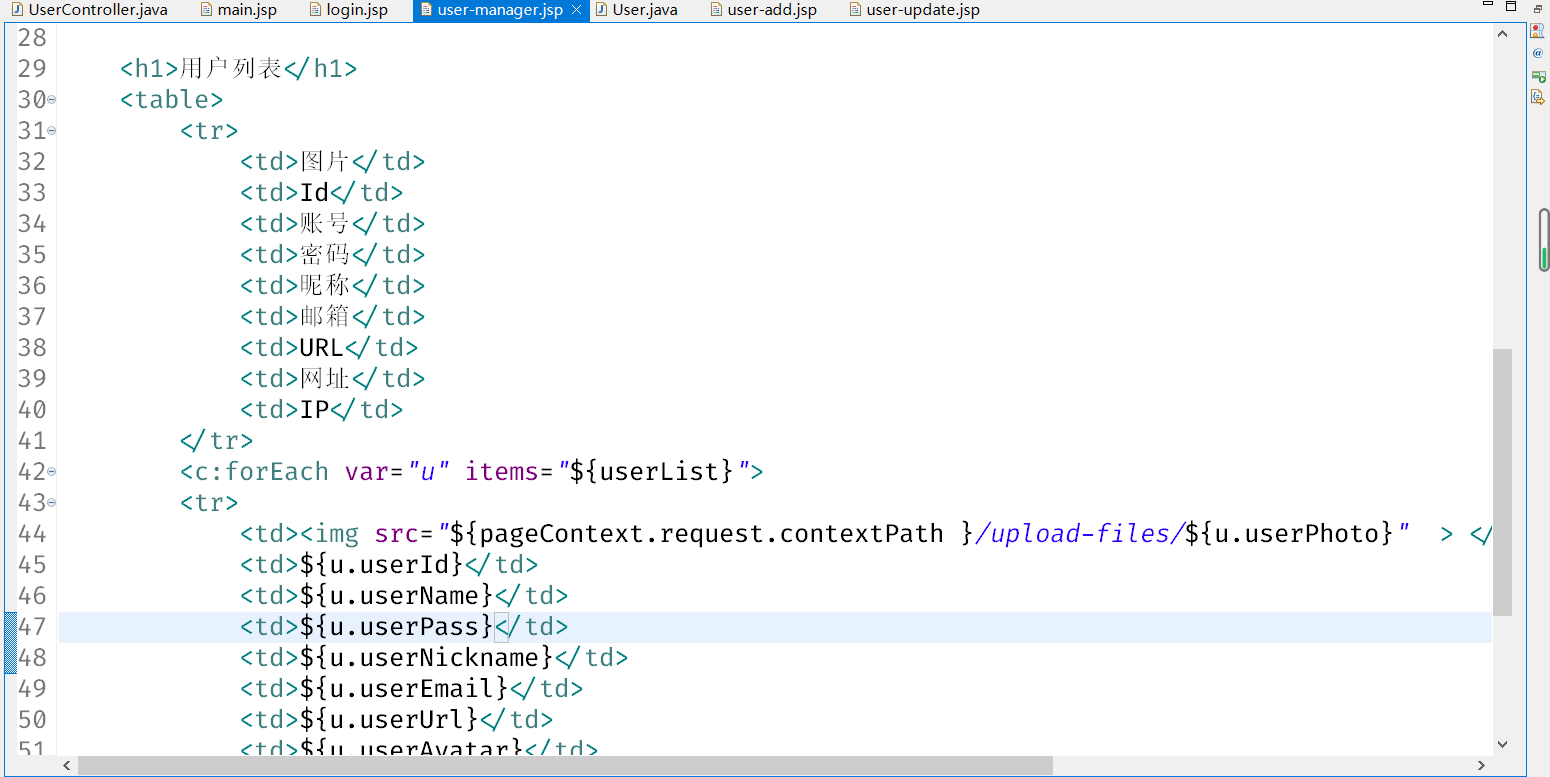 UserController.java main.jsp login.jsp user-manager.jsp User.java user-add.jsp user-update.jsp
28
29 <h1>用户列表</h1>
30 <table>
31 <tr>
32 <td>图片</td>
33 <td>Id</td>
34 <td>账号</td>
35 <td>密码</td>
36 <td>昵称</td>
37 <td>邮箱</td>
38 <td>URL</td>
39 <td>网址</td>
40 <td>IP</td>
41 </tr>
42 <c:forEach var="u" items="${userList}">
43 <tr>
44 <td><img src="${pageContext.request.contextPath }/upload-files/${u.userPhoto}"  > </
45 <td>${u.userId}</td>
46 <td>${u.userName}</td>
47 <td>${u.userPass}</td>
48 <td>${u.userNickname}</td>
49 <td>${u.userEmail}</td>
50 <td>${u.userUrl}</td>
51 <td>${u.userAvatar}</td>